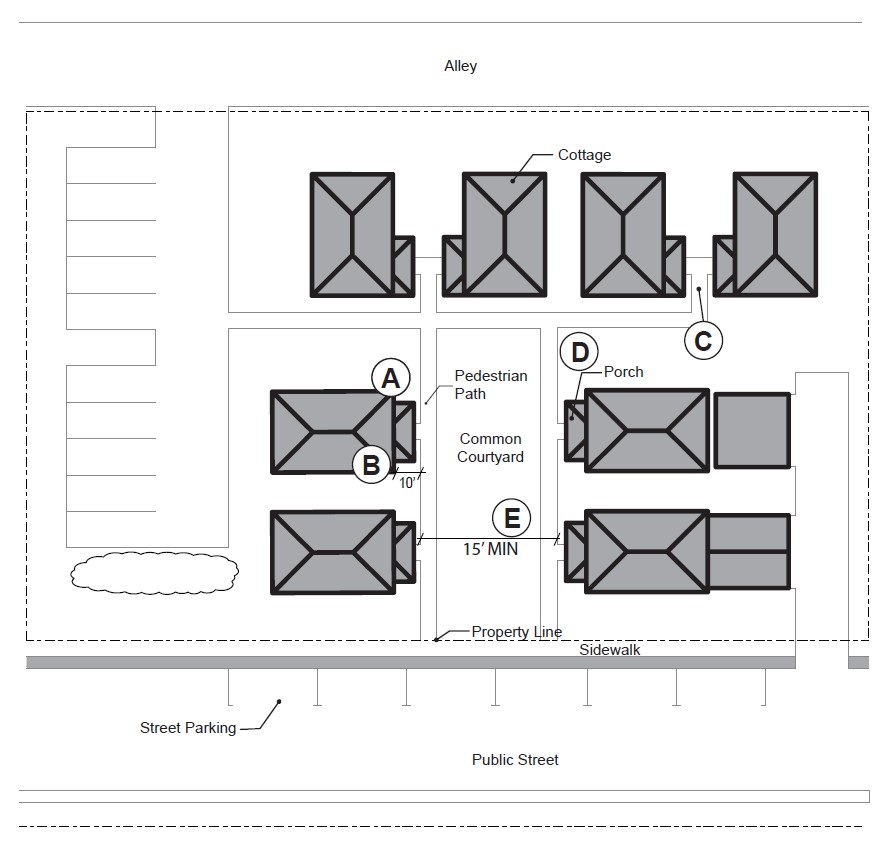 Alley
Cottage
C
D
A
Porch
Pedestrian
Path
Common
Courtyard
B
10’
E
15’ MIN
Property Line
Sidewalk
Street Parking
Public Street